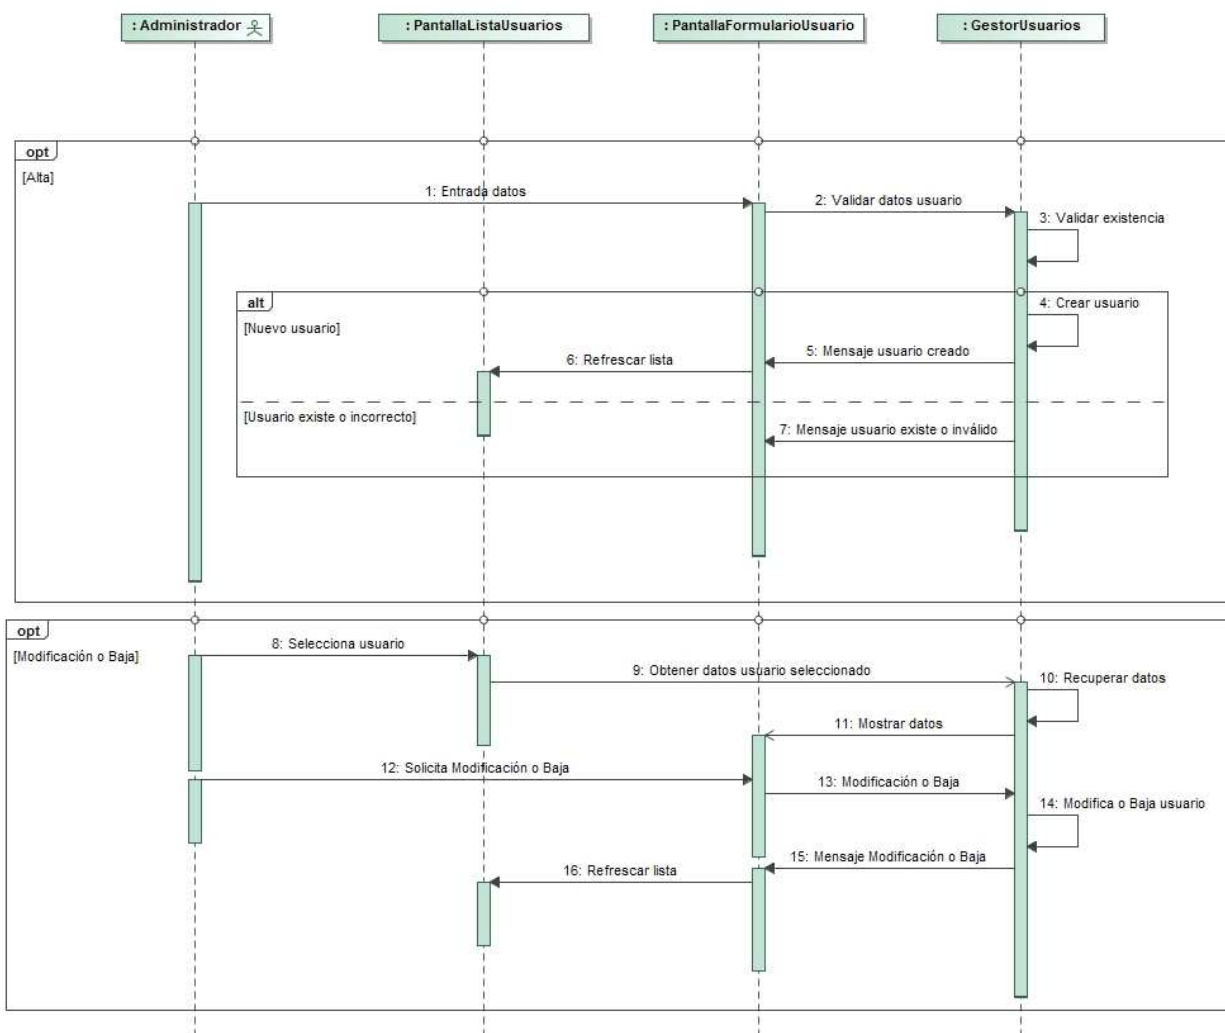 : Administrador
: PantallaListaUsuarios
: PantallaFormularioUsuario
: GestorUsuarios
opt
[Alta]
1: Entrada datos
2: Validar datos usuario
3: Validar existencia
alt
[Nuevo usuario]
4: Crear usuario
5: Mensaje usuario creado
6: Refrescar lista
[Usuario existe o incorrecto]
7: Mensaje usuario existe o inválido
opt
[Modificación o Baja]
8: Selecciona usuario
9: Obtener datos usuario seleccionado
10: Recuperar datos
11: Mostrar datos
12: Solicita Modificación o Baja
13: Modificación o Baja
14: Modifica o Baja usuario
15: Mensaje Modificación o Baja
16: Refrescar lista